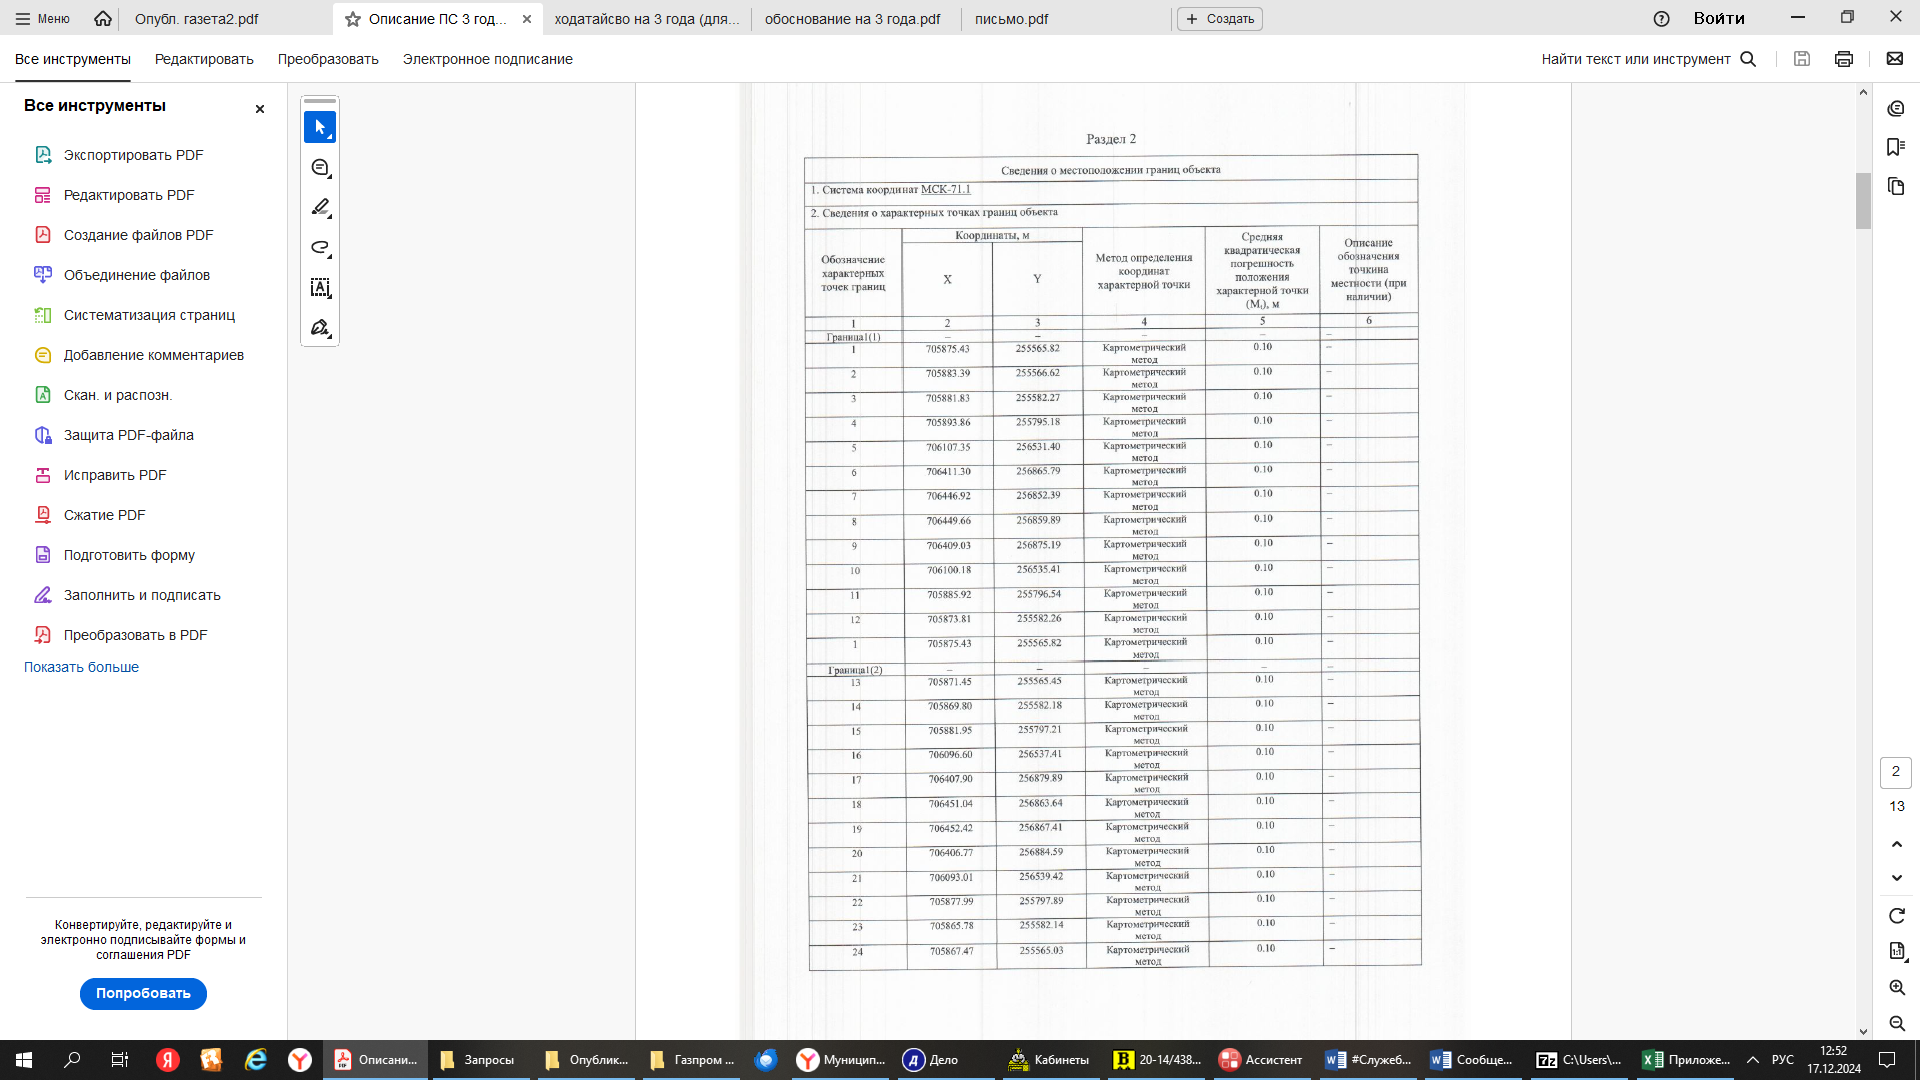 Меню
Опубл. газета2.pdf
Описание ПС 3 год...
ходатайсво на 3 года (для...
обоснование на 3 года.pdf
письмо.pdf
Создать
Войти
Все инструменты
Редактировать
Преобразовать
Электронное подписание
Найти текст или инструмент
Все инструменты
Экспортировать PDF
Редактировать PDF
Создание файлов PDF
Объединение файлов
Систематизация страниц
Добавление комментариев
Скан. и распозн.
Защита PDF-файла
Исправить PDF
Сжатие PDF
Подготовить форму
Заполнить и подписать
Преобразовать в PDF
Показать больше
Конвертируйте, редактируйте и
электронно подписывайте формы и
соглашения PDF
Попробовать
Раздел 2
Сведения о местоположении границ объекта
1. Система координат МСК-71.1
2. Сведения о характерных точках границ объекта
Обозначение характерных точек границ
Координаты, м
X
Y
Метод определения координат характерной точки
Средняя квадратическая погрешность положения характерной точки (Mt), м
Описание обозначения точкина местности (при наличии)
1 2 3 4 5 6
Граница1(1) – – – – –
1 705875.43 255565.82 Картометрический метод 0.10 –
2 705883.39 255566.62 Картометрический метод 0.10 –
3 705881.83 255582.27 Картометрический метод 0.10 –
4 705893.86 255795.18 Картометрический метод 0.10 –
5 706107.35 256531.40 Картометрический метод 0.10 –
6 706411.30 256865.79 Картометрический метод 0.10 –
7 706446.92 256852.39 Картометрический метод 0.10 –
8 706449.66 256859.89 Картометрический метод 0.10 –
9 706409.03 256875.19 Картометрический метод 0.10 –
10 706100.18 256535.41 Картометрический метод 0.10 –
11 705885.92 255796.54 Картометрический метод 0.10 –
12 705873.81 255582.26 Картометрический метод 0.10 –
1 705875.43 255565.82 Картометрический метод 0.10 –
Граница1(2) – – – – –
13 705871.45 255565.45 Картометрический метод 0.10 –
14 705869.80 255582.18 Картометрический метод 0.10 –
15 705881.95 255797.21 Картометрический метод 0.10 –
16 706096.60 256537.41 Картометрический метод 0.10 –
17 706407.90 256879.89 Картометрический метод 0.10 –
18 706451.04 256863.64 Картометрический метод 0.10 –
19 706452.42 256867.41 Картометрический метод 0.10 –
20 706406.77 256884.59 Картометрический метод 0.10 –
21 706093.01 256539.42 Картометрический метод 0.10 –
22 705877.99 255797.89 Картометрический метод 0.10 –
23 705865.78 255582.14 Картометрический метод 0.10 –
24 705867.47 255565.03 Картометрический метод 0.10 –
2
13
Описани...
Запросы
Опублик...
Газпром ...
Муницип...
Дело
Кабинеты
20-14/438...
Ассистент
#Служеб...
Сообще...
C:\Users\...
Приложе...
РУС
12:52
17.12.2024